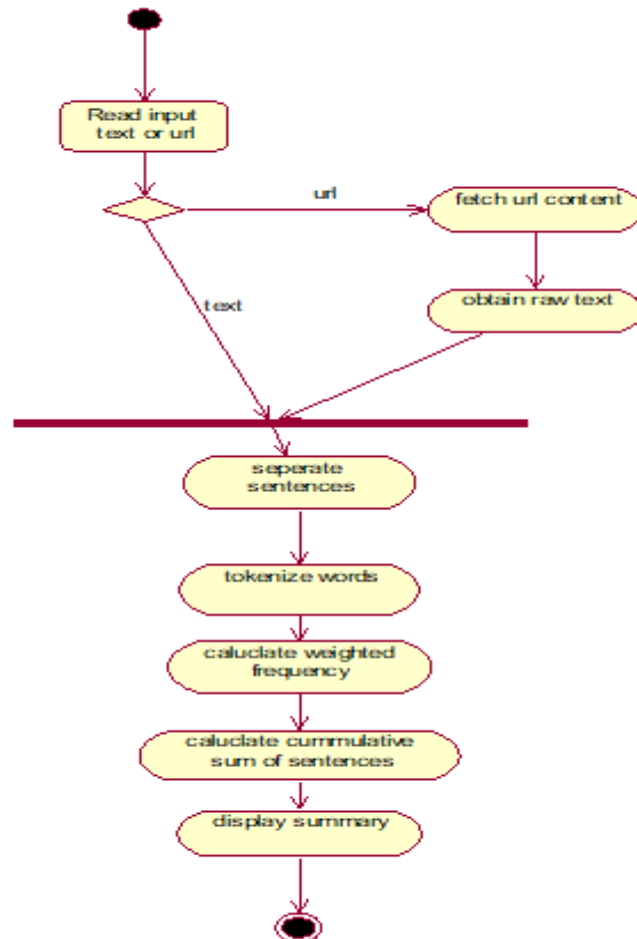 Read input
text or url
url
fetch url content
text
obtain raw text
seperate
sentences
tokenize words
caluclate weighted
frequency
caluclate cummulative
sum of sentences
display summary